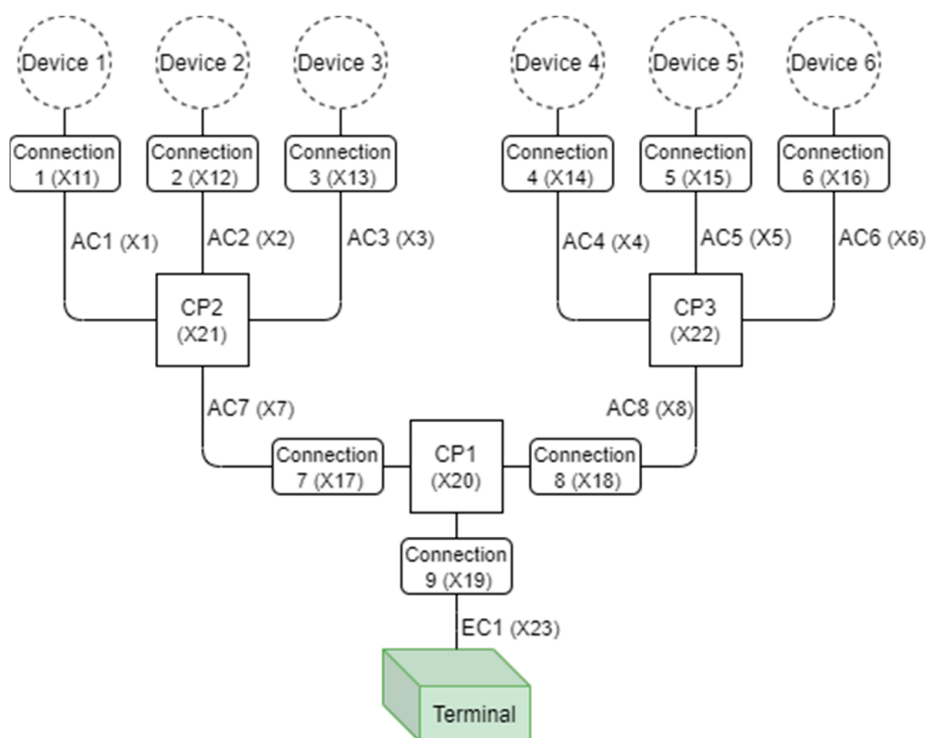 Device 1
Device 2
Device 3
Device 4
Device 5
Device 6
Connection
1 (X11)
Connection
2 (X12)
Connection
3 (X13)
Connection
4 (X14)
Connection
5 (X15)
Connection
6 (X16)
AC1 (X1)
AC2 (X2)
AC3 (X3)
AC4 (X4)
AC5 (X5)
AC6 (X6)
CP2
(X21)
CP3
(X22)
AC7 (X7)
AC8 (X8)
Connection
7 (X17)
CP1
(X20)
Connection
8 (X18)
Connection
9 (X19)
EC1 (X23)
Terminal